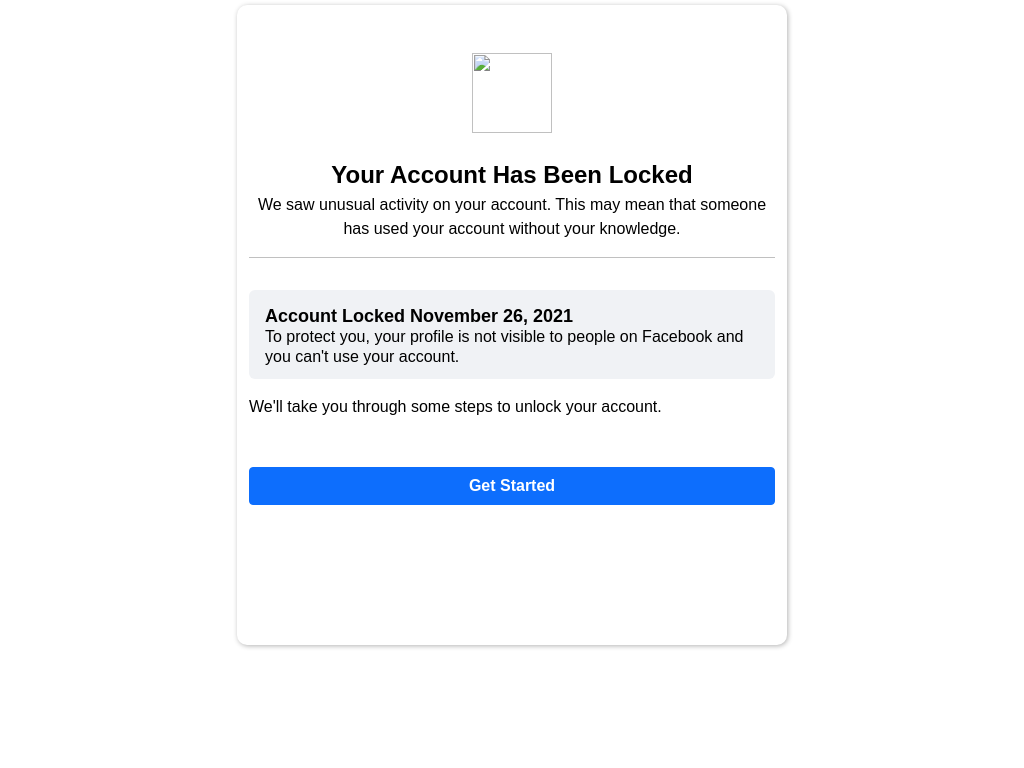 Your Account Has Been Locked
We saw unusual activity on your account. This may mean that someone
has used your account without your knowledge.
Account Locked November 26, 2021
To protect you, your profile is not visible to people on Facebook and
you can't use your account.
We'll take you through some steps to unlock your account.
Get Started